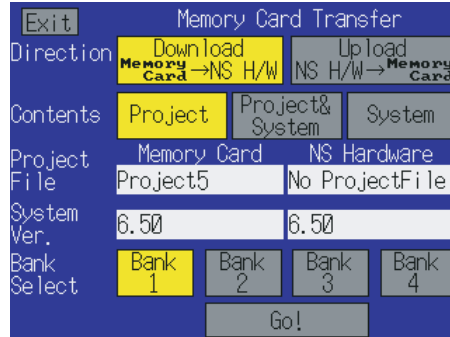 Exit Memory Card Transfer
Direction Download Upload
Memory Card →NS H/W NS H/W→ Memory Card
Contents Project Project& System System
Project File Memory Card NS Hardware
Project5 No ProjectFile
System Ver. 6.50 6.50
Bank Select Bank 1 Bank 2 Bank 3 Bank 4
Go!